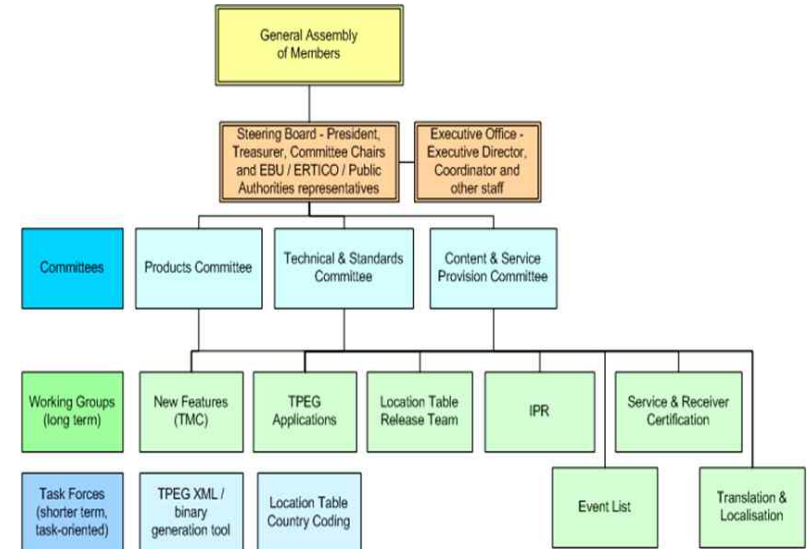 General Assembly
of Members
Steering Board - President,
Treasurer, Committee Chairs
and EBU / ERTICO / Public
Authorities representatives
Executive Office -
Executive Director,
Coordinator and
other staff
Committees
Products Committee
Technical & Standards
Committee
Content & Service
Provision Committee
Working Groups
(long term)
New Features
(TMC)
TPEG
Applications
Location Table
Release Team
IPR
Service & Receiver
Certification
Task Forces
(shorter term,
task-oriented)
TPEG XML /
binary
generation tool
Location Table
Country Coding
Event List
Translation &
Localisation